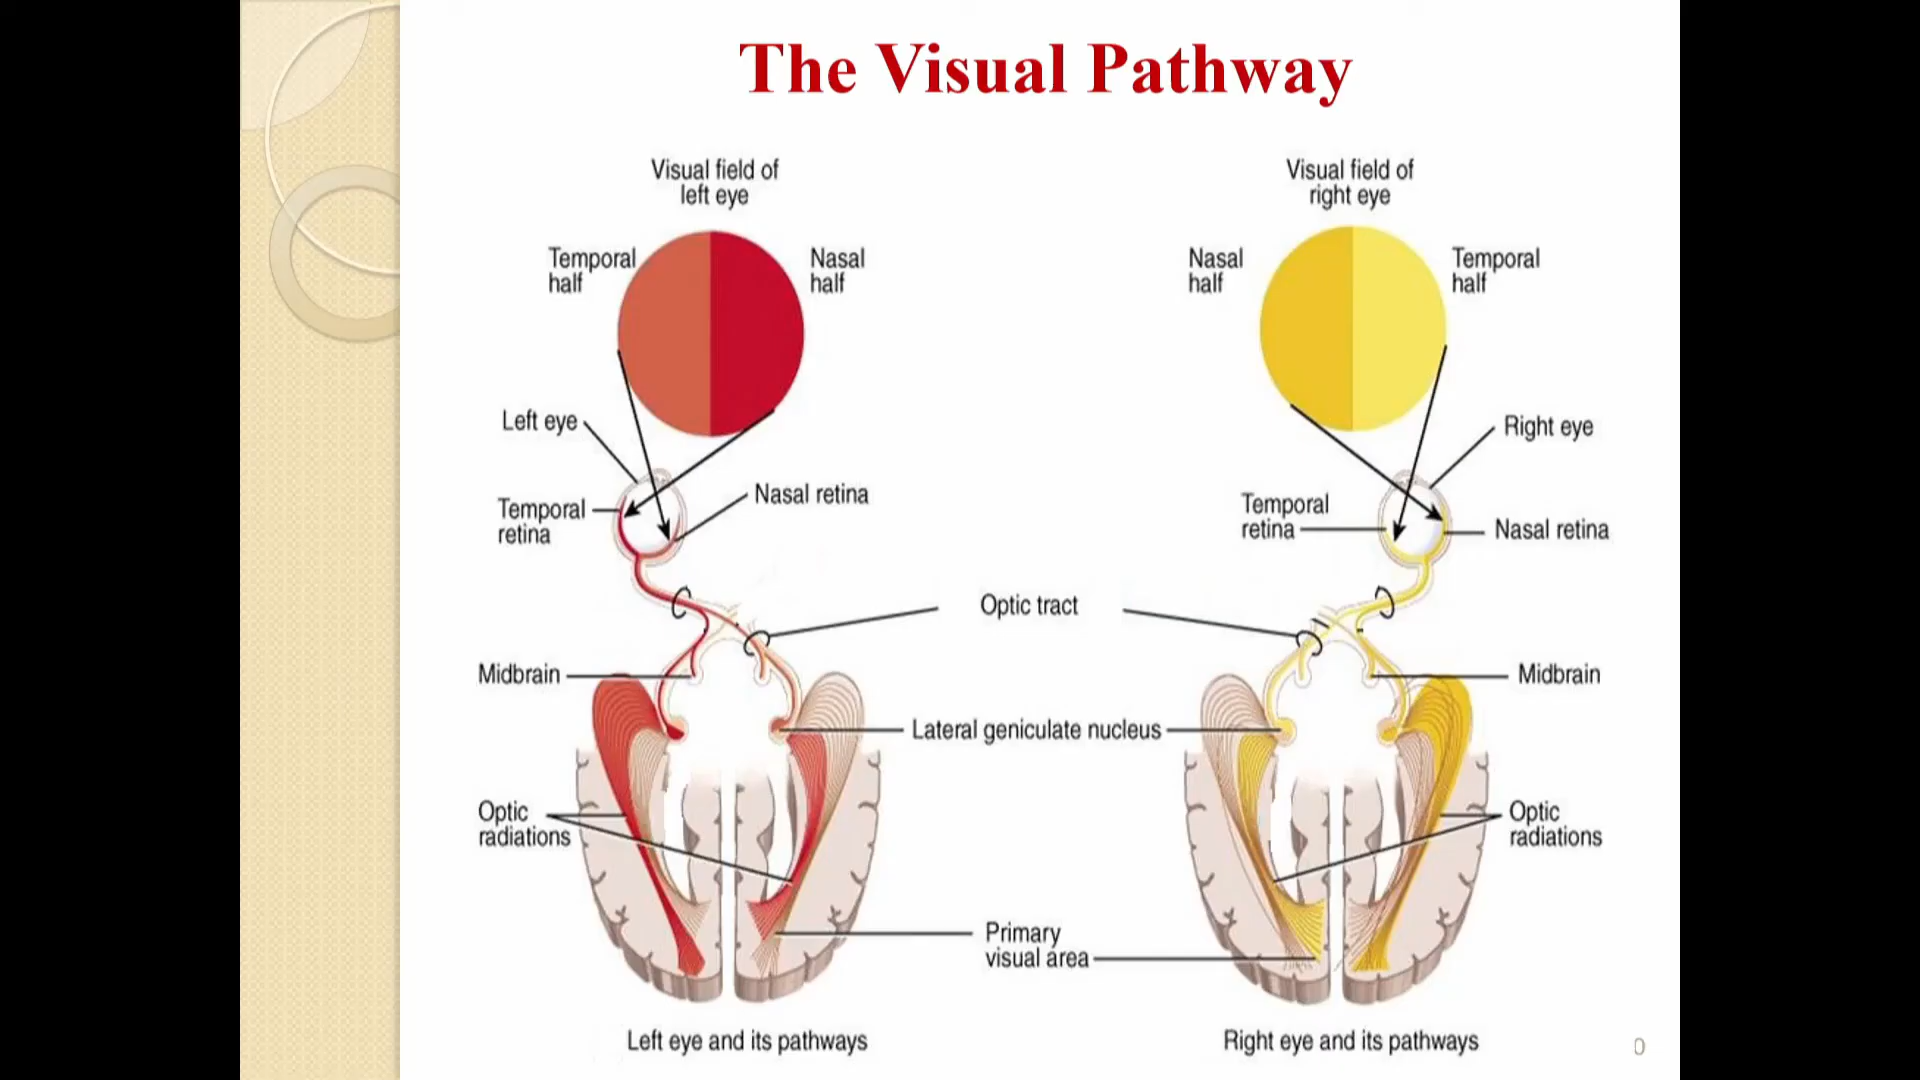 The Visual Pathway
Visual field of
left eye
Visual field of
right eye
Temporal
half
Nasal
half
Nasal
half
Temporal
half
Left eye
Right eye
Temporal
retina
Nasal retina
Temporal
retina
Nasal retina
Optic tract
Midbrain
Midbrain
Lateral geniculate nucleus
Optic
radiations
Optic
radiations
Primary
visual area
Left eye and its pathways
Right eye and its pathways
0